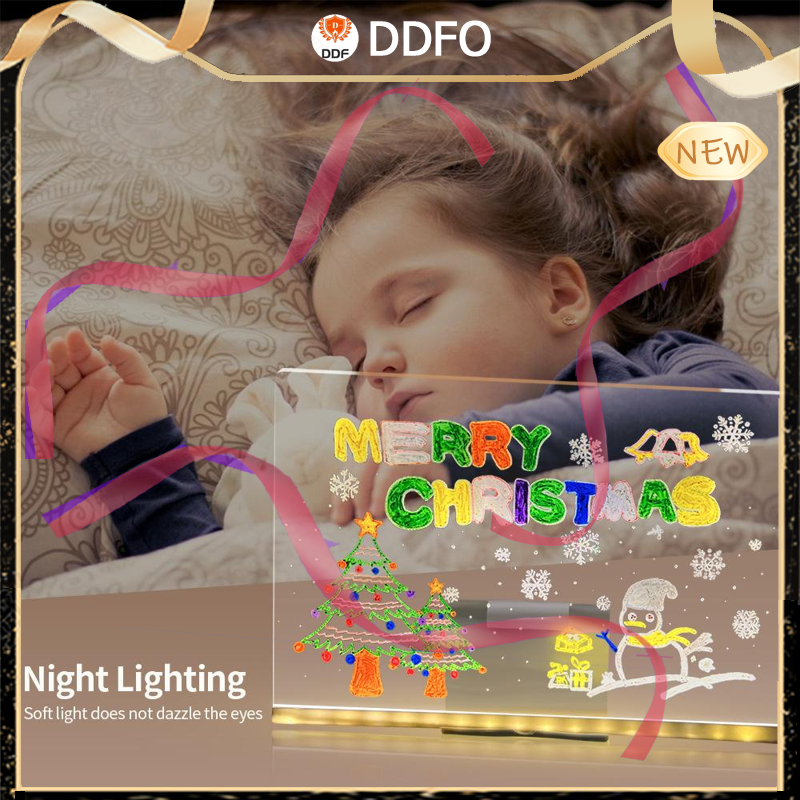 DDF
DDFO
NEW
MERRY
CHRISTMAS
Night Lighting
Soft light does not dazzle the eyes